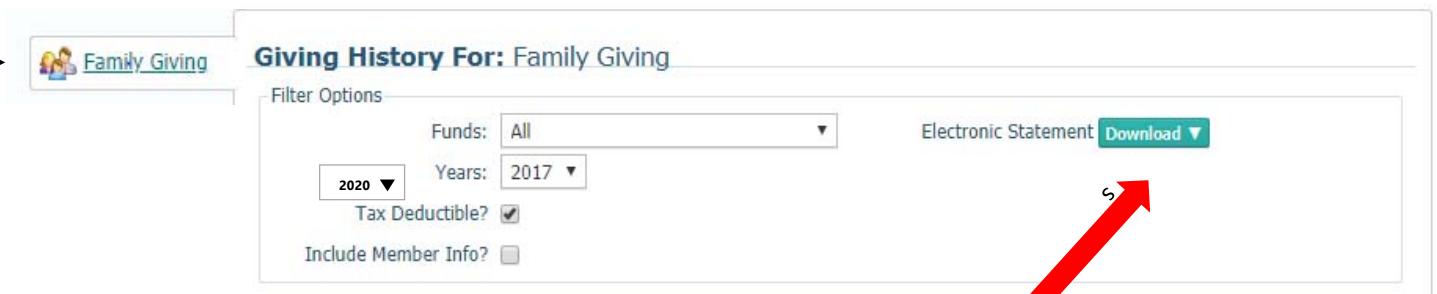 Family Giving
Giving History For: Family Giving
Filter Options
Funds: All ▼ Electronic Statement Download ▼
2020 ▼ Years: 2017 ▼
s
Tax Deductible?
Include Member Info?